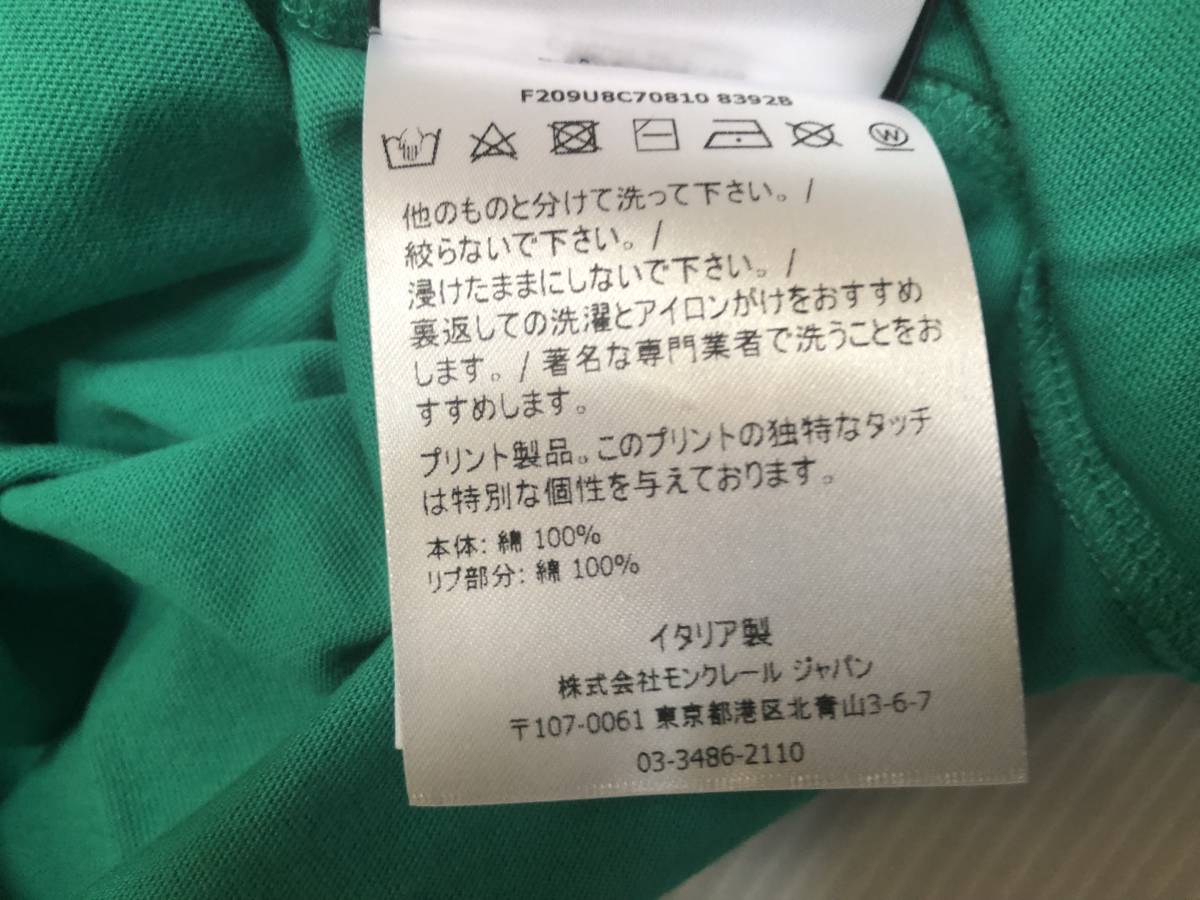 F209U8C70810 8392B
W
他のものと分けて洗って下さい。/
絞らないで下さい。/
浸けたままにしないで下さい。/
裏返しての洗濯とアイロンがけをおすすめ
します。/ 著名な専門業者で洗うことをお
すすめします。
プリント製品。このプリントの独特なタッチ
は特別な個性を与えております。
本体: 綿 100%
リブ部分: 綿 100%
イタリア製
株式会社モンクレール ジャパン
〒107-0061 東京都港区北青山3-6-7
03-3486-2110